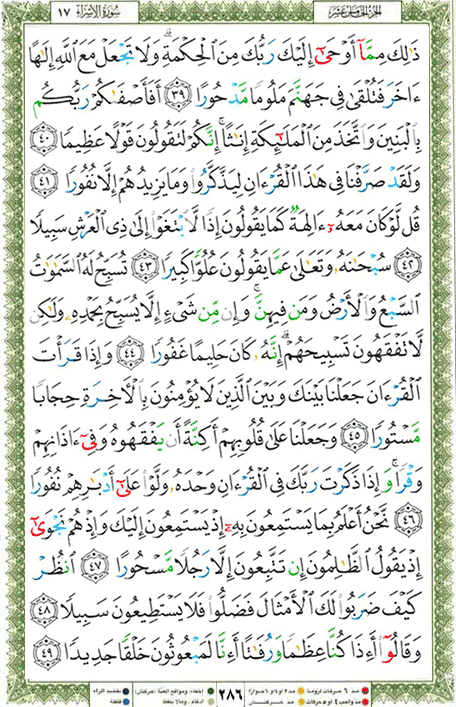 الجزء الخامس عشر سورة الإسراء ١٧
ذَٰلِكَ مِمَّآ أَوْحَىٰٓ إِلَيْكَ رَبُّكَ مِنَ ٱلْحِكْمَةِ ۗ وَلَا تَجْعَلْ مَعَ ٱللَّهِ إِلَٰهًا
ءَاخَرَ فَتُلْقَىٰ فِى جَهَنَّمَ مَلُومًا مَّدْحُورًا ٣٩ أَفَأَصْفَىٰكُمْ رَبُّكُم
بِٱلْبَنِينَ وَٱتَّخَذَ مِنَ ٱلْمَلَٰٓئِكَةِ إِنَٰثًا ۚ إِنَّكُمْ لَتَقُولُونَ قَوْلًا عَظِيمًا ٤٠
وَلَقَدْ صَرَّفْنَا فِى هَٰذَا ٱلْقُرْءَانِ لِيَذَّكَّرُوا۟ وَمَا يَزِيدُهُمْ إِلَّا نُفُورًا ٤١
قُل لَّوْ كَانَ مَعَهُۥٓ ءَالِهَةٌ كَمَا يَقُولُونَ إِذًا لَّٱبْتَغَوْا۟ إِلَىٰ ذِى ٱلْعَرْشِ سَبِيلًا
٤٢ سُبْحَٰنَهُۥ وَتَعَٰلَىٰ عَمَّا يَقُولُونَ عُلُوًّا كَبِيرًا ٤٣ تُسَبِّحُ لَهُ ٱلسَّمَٰوَٰتُ
ٱلسَّبْعُ وَٱلْأَرْضُ وَمَن فِيهِنَّ ۚ وَإِن مِّن شَىْءٍ إِلَّا يُسَبِّحُ بِحَمْدِهِۦ وَلَٰكِن
لَّا تَفْقَهُونَ تَسْبِيحَهُمْ ۗ إِنَّهُۥ كَانَ حَلِيمًا غَفُورًا ٤٤ وَإِذَا قَرَأْتَ
ٱلْقُرْءَانَ جَعَلْنَا بَيْنَكَ وَبَيْنَ ٱلَّذِينَ لَا يُؤْمِنُونَ بِٱلْءَاخِرَةِ حِجَابًا
مَّسْتُورًا ٤٥ وَجَعَلْنَا عَلَىٰ قُلُوبِهِمْ أَكِنَّةً أَن يَفْقَهُوهُ وَفِىٓ ءَاذَانِهِمْ
وَقْرًا ۚ وَإِذَا ذَكَرْتَ رَبَّكَ فِى ٱلْقُرْءَانِ وَحْدَهُۥ وَلَّوْا۟ عَلَىٰٓ أَدْبَٰرِهِمْ نُفُورًا
٤٦ نَّحْنُ أَعْلَمُ بِمَا يَسْتَمِعُونَ بِهِۦٓ إِذْ يَسْتَمِعُونَ إِلَيْكَ وَإِذْ هُمْ نَجْوَىٰٓ
إِذْ يَقُولُ ٱلظَّٰلِمُونَ إِن تَتَّبِعُونَ إِلَّا رَجُلًا مَّسْحُورًا ٤٧ ٱنظُرْ
كَيْفَ ضَرَبُوا۟ لَكَ ٱلْأَمْثَالَ فَضَلُّوا۟ فَلَا يَسْتَطِيعُونَ سَبِيلًا ٤٨
وَقَالُوٓا۟ أَءِذَا كُنَّا عِظَٰمًا وَرُفَٰتًا أَءِنَّا لَمَبْعُوثُونَ خَلْقًا جَدِيدًا ٤٩
٢٨٦